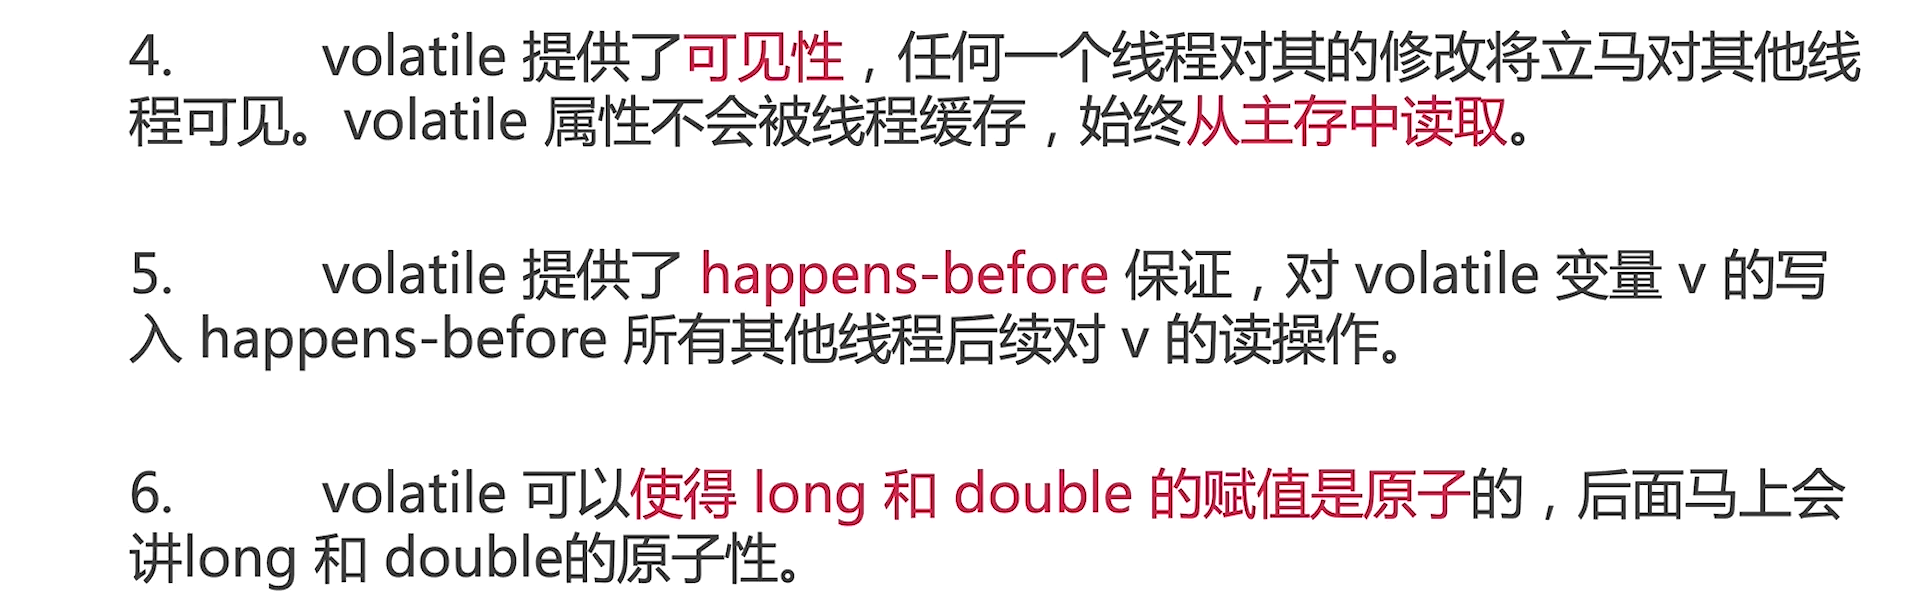 4. volatile 提供了可见性，任何一个线程对其的修改将立马对其他线
程可见。volatile 属性不会被线程缓存，始终从主存中读取。
5. volatile 提供了 happens-before 保证，对 volatile 变量 v 的写
入 happens-before 所有其他线程后续对 v 的读操作。
6. volatile 可以使得 long 和 double 的赋值是原子的，后面马上会
讲long 和 double的原子性。